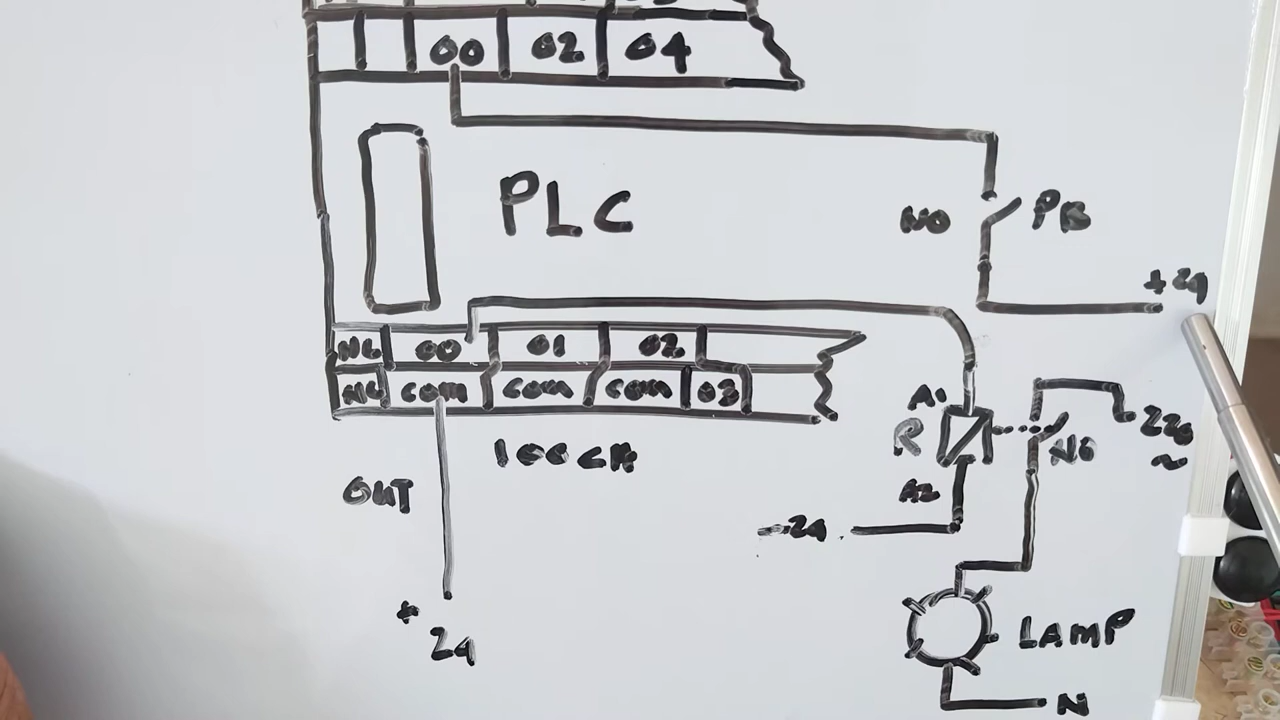 00 02 04
PLC
NO PB
+24
NC 00 01 02
NC COM COM COM 03
100CH
OUT
+
24
A1
R
A2
NO
220
~
-24
LAMP
N